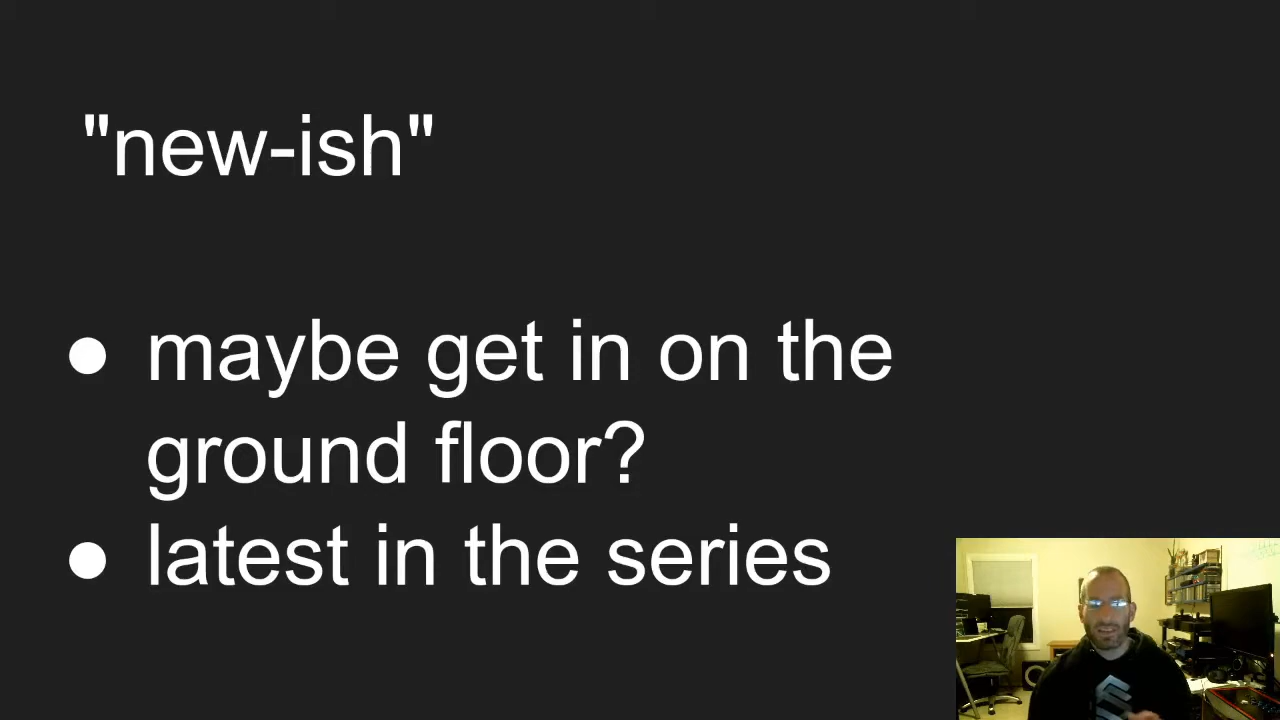 "new-ish"
● maybe get in on the
ground floor?
● latest in the series